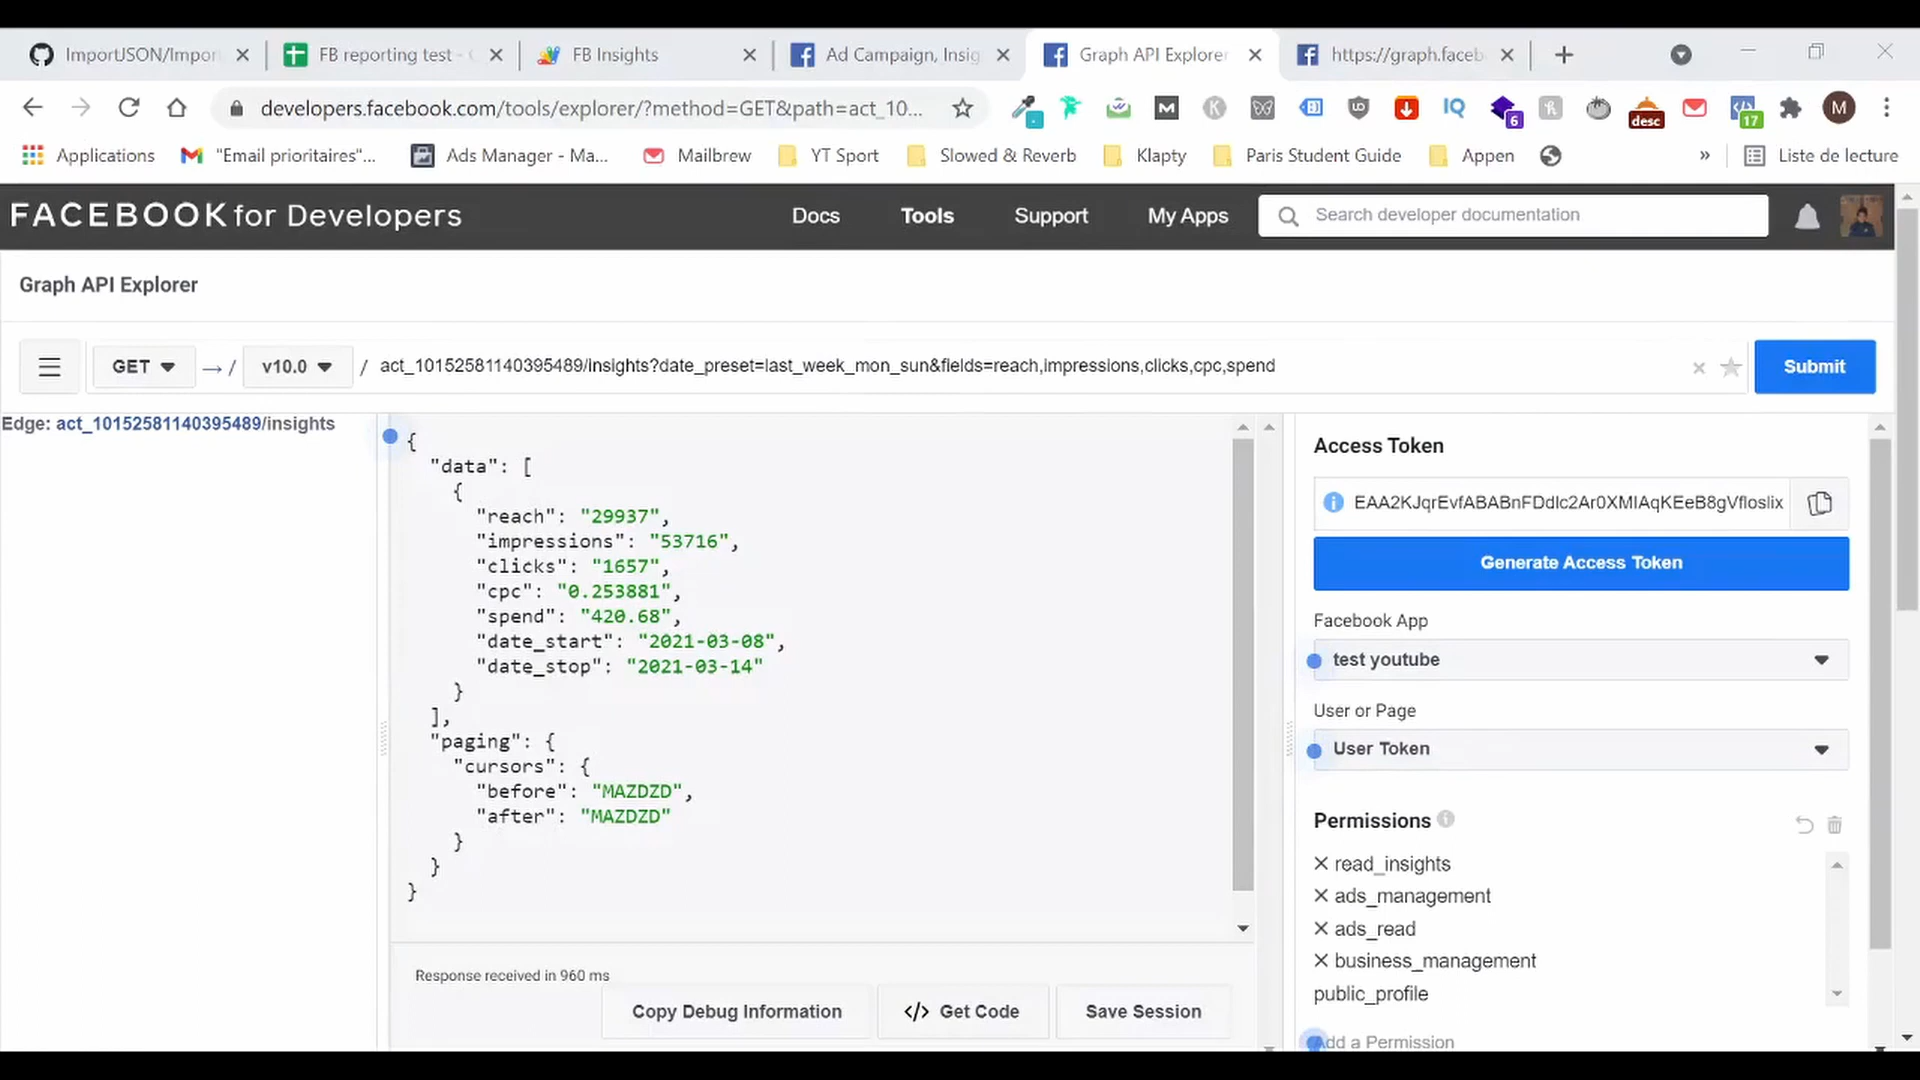 ImportJSON/Impor
FB reporting test -
FB Insights
Ad Campaign, Insig
Graph API Explorer
https://graph.faceb
developers.facebook.com/tools/explorer/?method=GET&path=act_10...
6
desc
17
M
Applications
"Email prioritaires"...
Ads Manager - Ma...
Mailbrew
YT Sport
Slowed & Reverb
Klapty
Paris Student Guide
Appen
»
Liste de lecture
FACEBOOK for Developers
Docs
Tools
Support
My Apps
Search developer documentation
Graph API Explorer
GET
→ /
v10.0
/
act_10152581140395489/insights?date_preset=last_week_mon_sun&fields=reach,impressions,clicks,cpc,spend
Submit
Edge: act_10152581140395489/insights
{
"data": [
{
"reach": "29937",
"impressions": "53716",
"clicks": "1657",
"cpc": "0.253881",
"spend": "420.68",
"date_start": "2021-03-08",
"date_stop": "2021-03-14"
}
],
"paging": {
"cursors": {
"before": "MAZDZD",
"after": "MAZDZD"
}
}
}
Response received in 960 ms
Copy Debug Information
</> Get Code
Save Session
Access Token
Generate Access Token
Facebook App
test youtube
User or Page
User Token
Permissions
read_insights
ads_management
ads_read
business_management
public_profile
Add a Permission